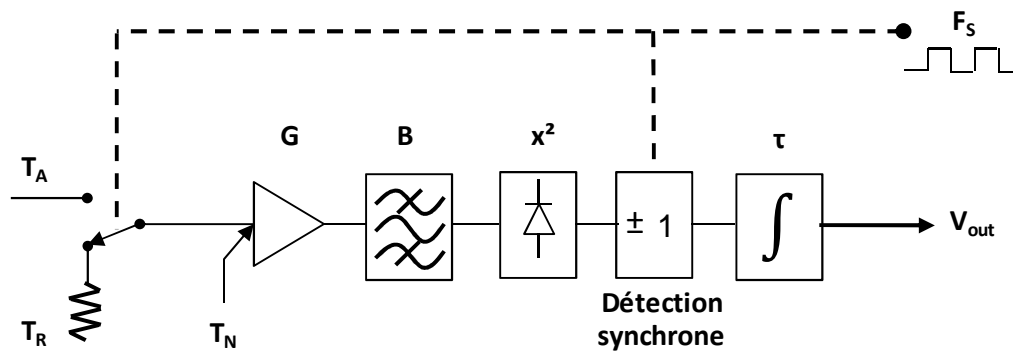 F_S
G B x² τ
T_A
± 1
V_out
Détection
synchrone
T_R
T_N